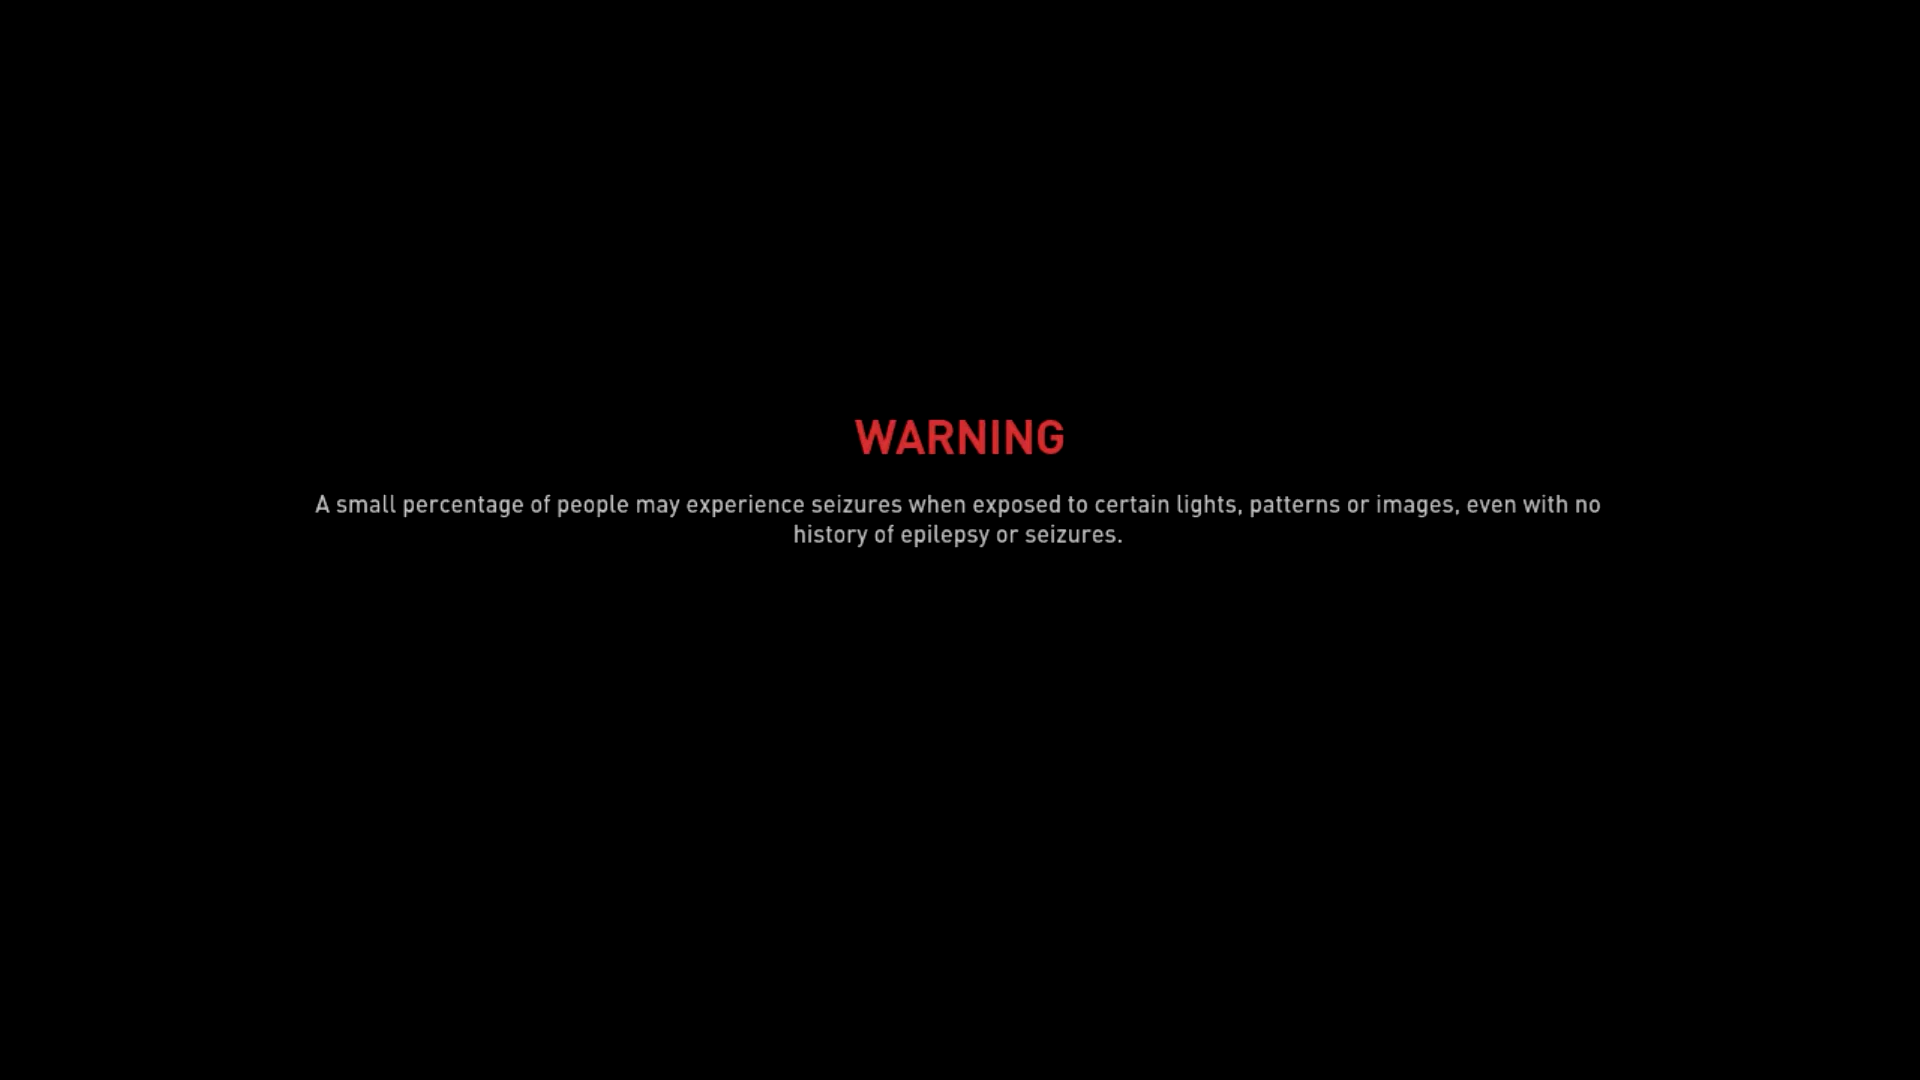 WARNING
A small percentage of people may experience seizures when exposed to certain lights, patterns or images, even with no
history of epilepsy or seizures.